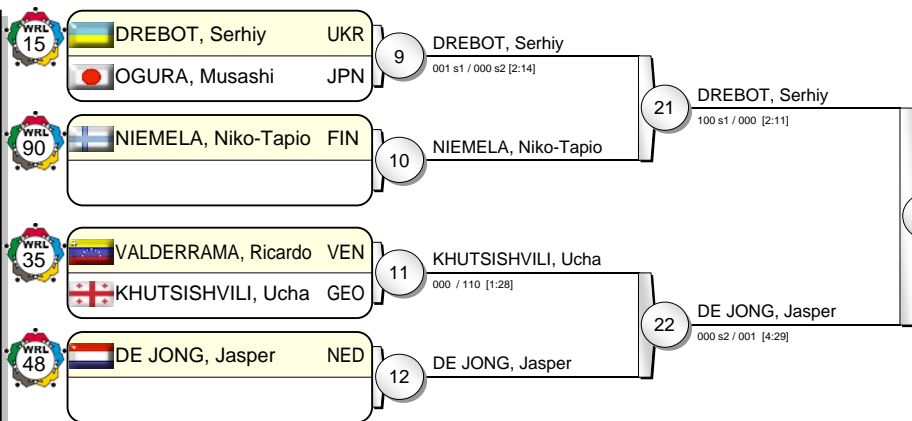 WRL
15
DREBOT, Serhiy UKR
OGURA, Musashi JPN
9
DREBOT, Serhiy
001 s1 / 000 s2 [2:14]
21
DREBOT, Serhiy
100 s1 / 000 [2:11]
WRL
90
NIEMELA, Niko-Tapio FIN
10
NIEMELA, Niko-Tapio
WRL
35
VALDERRAMA, Ricardo VEN
KHUTSISHVILI, Ucha GEO
11
KHUTSISHVILI, Ucha
000 / 110 [1:28]
22
DE JONG, Jasper
000 s2 / 001 [4:29]
WRL
48
DE JONG, Jasper NED
12
DE JONG, Jasper